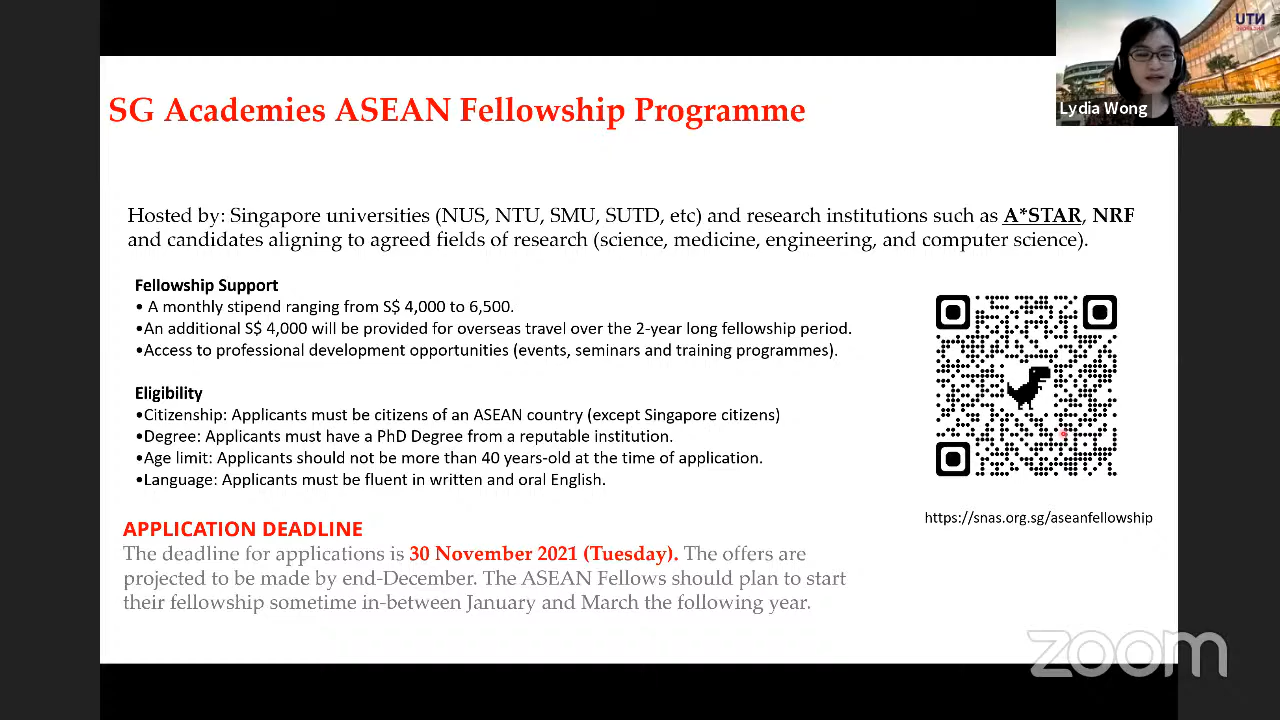 UTN
SG Academies ASEAN Fellowship Programme
Lydia Wong
Hosted by: Singapore universities (NUS, NTU, SMU, SUTD, etc) and research institutions such as A*STAR, NRF
and candidates aligning to agreed fields of research (science, medicine, engineering, and computer science).
Fellowship Support
• A monthly stipend ranging from S$ 4,000 to 6,500.
•An additional S$ 4,000 will be provided for overseas travel over the 2-year long fellowship period.
•Access to professional development opportunities (events, seminars and training programmes).
Eligibility
•Citizenship: Applicants must be citizens of an ASEAN country (except Singapore citizens)
•Degree: Applicants must have a PhD Degree from a reputable institution.
•Age limit: Applicants should not be more than 40 years-old at the time of application.
•Language: Applicants must be fluent in written and oral English.
https://snas.org.sg/aseanfellowship
APPLICATION DEADLINE
The deadline for applications is 30 November 2021 (Tuesday). The offers are
projected to be made by end-December. The ASEAN Fellows should plan to start
their fellowship sometime in-between January and March the following year.
zoom